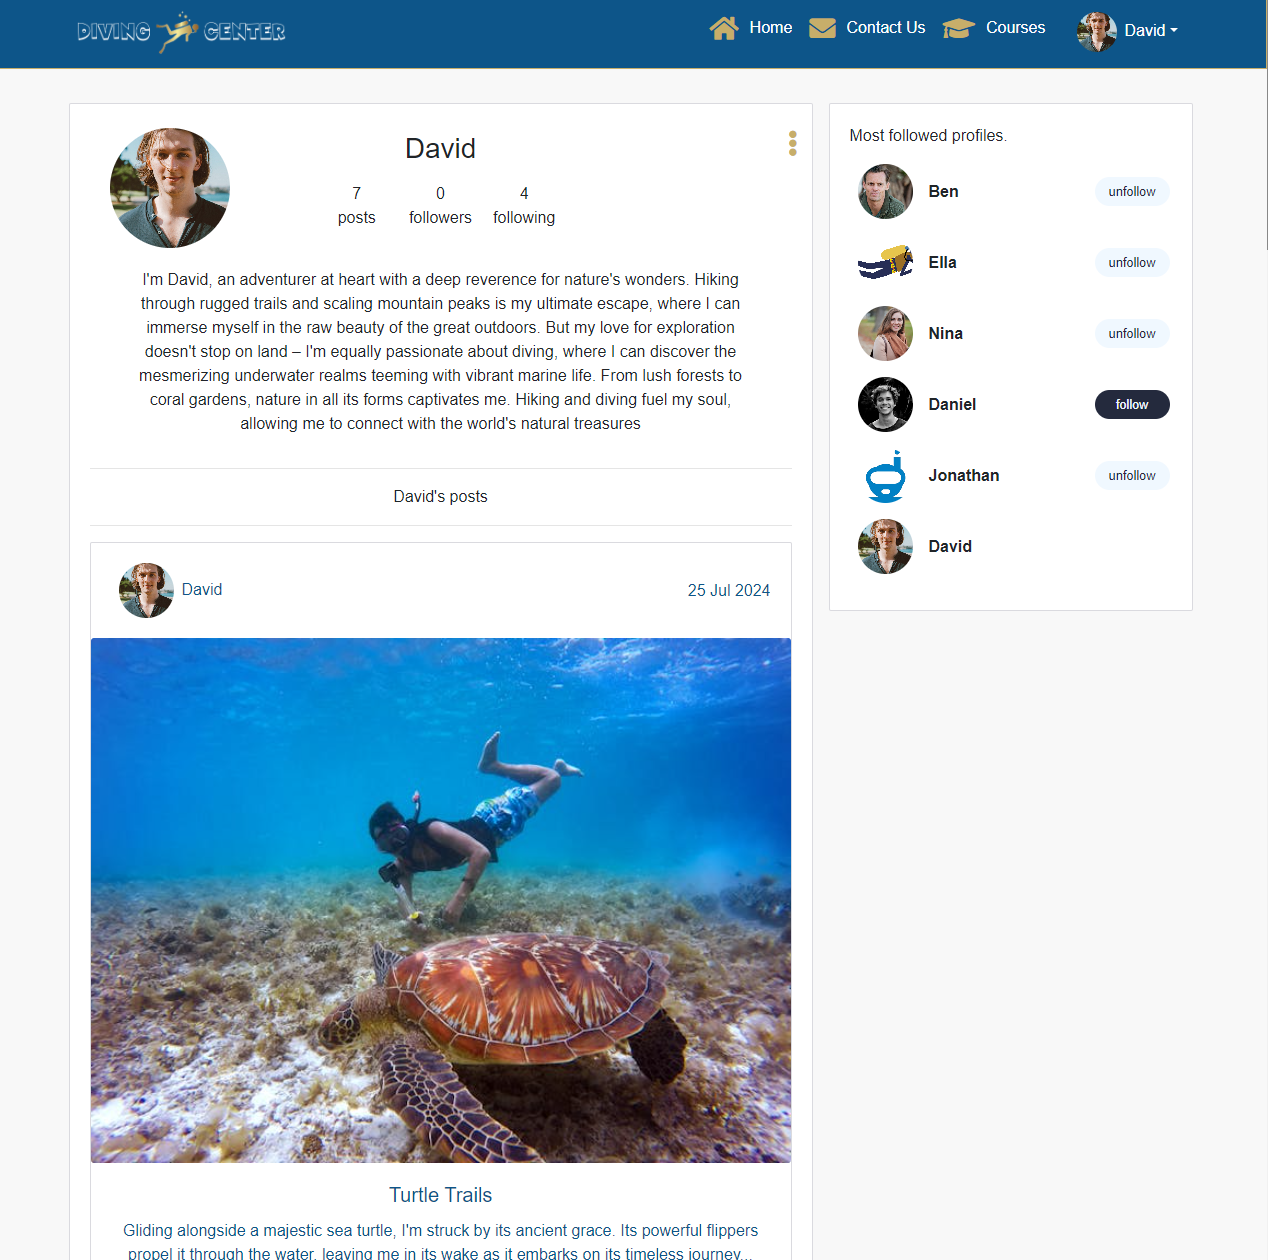 DIVING CENTER
Home
Contact Us
Courses
David
David
7
posts
0
followers
4
following
I'm David, an adventurer at heart with a deep reverence for nature's wonders. Hiking
through rugged trails and scaling mountain peaks is my ultimate escape, where I can
immerse myself in the raw beauty of the great outdoors. But my love for exploration
doesn't stop on land – I'm equally passionate about diving, where I can discover the
mesmerizing underwater realms teeming with vibrant marine life. From lush forests to
coral gardens, nature in all its forms captivates me. Hiking and diving fuel my soul,
allowing me to connect with the world's natural treasures
David's posts
David
25 Jul 2024
Turtle Trails
Gliding alongside a majestic sea turtle, I'm struck by its ancient grace. Its powerful flippers
propel it through the water, leaving me in its wake as it embarks on its timeless journey...
Most followed profiles.
Ben
unfollow
Ella
unfollow
Nina
unfollow
Daniel
follow
Jonathan
unfollow
David